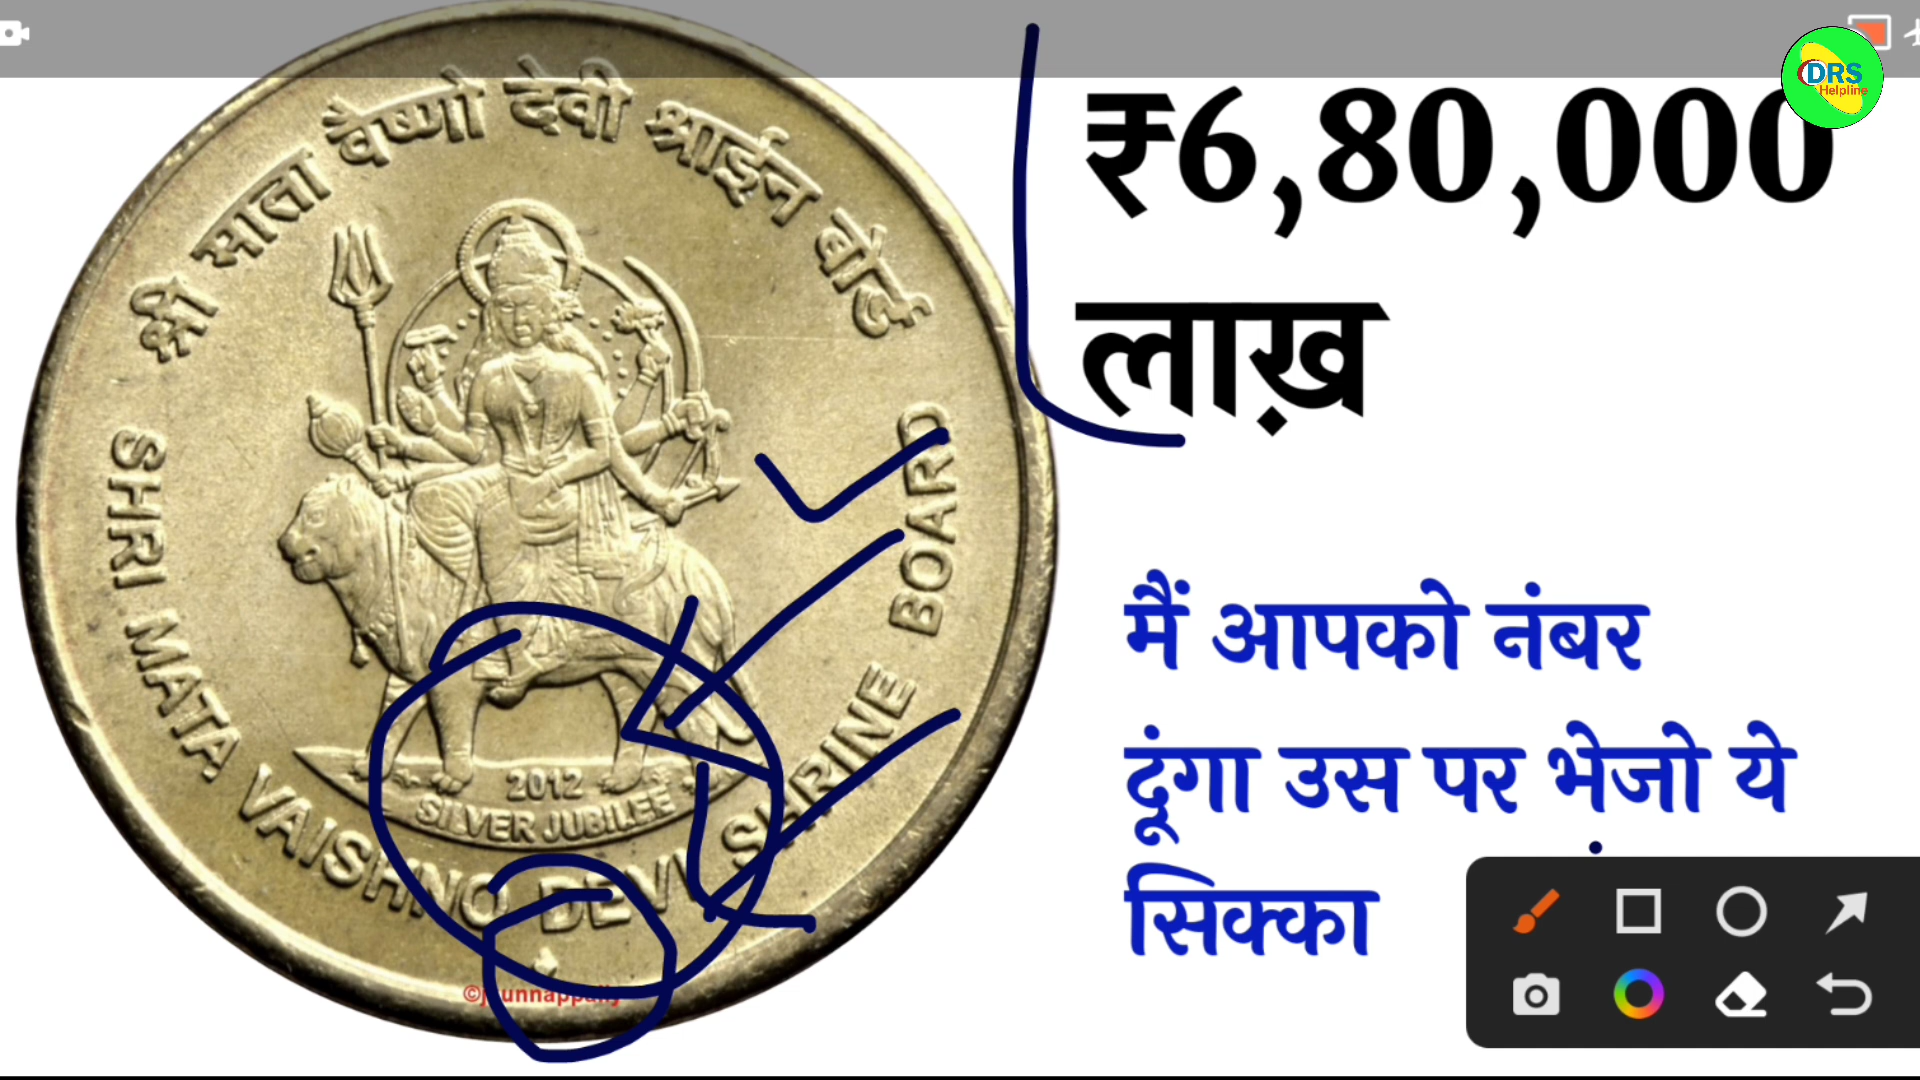 श्री माता वैष्णो देवी श्राईन बोर्ड
SHRI MATA VAISHNO DEVI SHRINE BOARD
2012
SILVER JUBILEE
DRS
Helpline
₹6,80,000
लाख़
मैं आपको नंबर
दूंगा उस पर भेजो ये
सिक्का